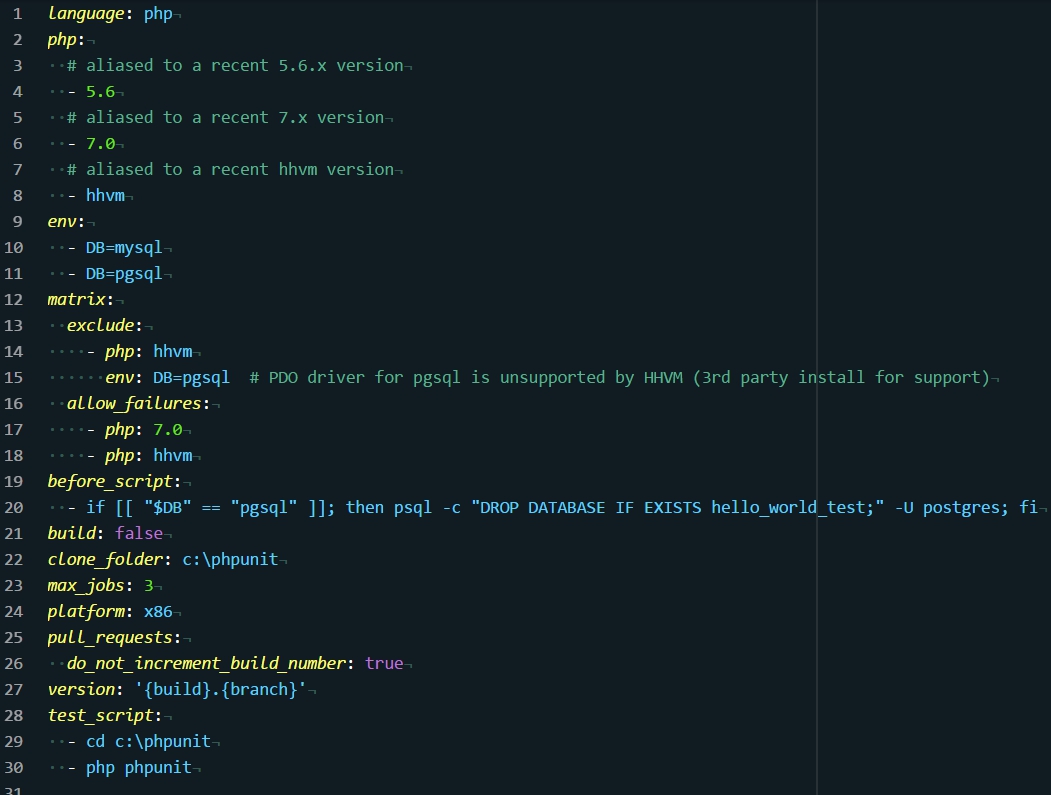 1 language: php
2 php:
3   # aliased to a recent 5.6.x version
4   - 5.6
5   # aliased to a recent 7.x version
6   - 7.0
7   # aliased to a recent hhvm version
8   - hhvm
9 env:
10   - DB=mysql
11   - DB=pgsql
12 matrix:
13   exclude:
14     - php: hhvm
15       env: DB=pgsql  # PDO driver for pgsql is unsupported by HHVM (3rd party install for support)
16   allow_failures:
17     - php: 7.0
18     - php: hhvm
19 before_script:
20   - if [[ "$DB" == "pgsql" ]]; then psql -c "DROP DATABASE IF EXISTS hello_world_test;" -U postgres; fi
21 build: false
22 clone_folder: c:\phpunit
23 max_jobs: 3
24 platform: x86
25 pull_requests:
26   do_not_increment_build_number: true
27 version: '{build}.{branch}'
28 test_script:
29   - cd c:\phpunit
30   - php phpunit
31